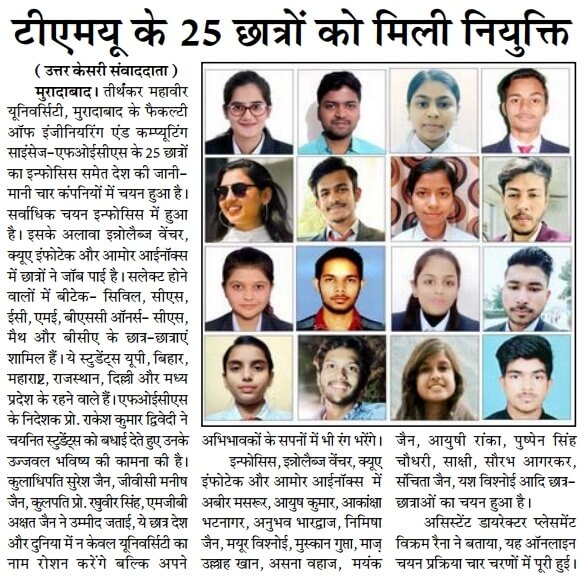 टीएमयू के 25 छात्रों को मिली नियुक्ति
( उत्तर केसरी संवाददाता )
मुरादाबाद। तीर्थंकर महावीर
यूनिवर्सिटी, मुरादाबाद के फैकल्टी
ऑफ इंजीनियरिंग एंड कम्प्यूटिंग
साइंसेज-एफओईसीएस के 25 छात्रों
का इन्फोसिस समेत देश की जानी-
मानी चार कंपनियों में चयन हुआ है।
सर्वाधिक चयन इन्फोसिस में हुआ
है। इसके अलावा इन्नोलैब्ज वेंचर,
क्यूए इंफोटेक और आमोर आईनॉक्स
में छात्रों ने जॉब पाई है। सलेक्ट होने
वालों में बीटेक- सिविल, सीएस,
ईसी, एमई, बीएससी ऑनर्स- सीएस,
मैथ और बीसीए के छात्र-छात्राएं
शामिल हैं। ये स्टुडेंट्स यूपी, बिहार,
महाराष्ट्र, राजस्थान, दिल्ली और मध्य
प्रदेश के रहने वाले हैं। एफओईसीएस
के निदेशक प्रो. राकेश कुमार द्विवेदी ने
चयनित स्टुडेंट्स को बधाई देते हुए उनके
उज्जवल भविष्य की कामना की है।
कुलाधिपति सुरेश जैन, जीवीसी मनीष
जैन, कुलपति प्रो. रघुवीर सिंह, एमजीबी
अक्षत जैन ने उम्मीद जताई, ये छात्र देश
और दुनिया में न केवल यूनिवर्सिटी का
नाम रोशन करेंगे बल्कि अपने
अभिभावकों के सपनों में भी रंग भरेंगे।
इन्फोसिस, इन्नोलैब्ज वेंचर, क्यूए
इंफोटेक और आमोर आईनॉक्स में
अबीर मसरूर, आयुष कुमार, आकांक्षा
भटनागर, अनुभव भारद्वाज, निमिषा
जैन, मयूर विश्नोई, मुस्कान गुप्ता, माज़
उल्लाह खान, असना वहाज, मयंक
जैन, आयुषी रांका, पुष्पेन सिंह
चौधरी, साक्षी, सौरभ आगरकर,
संचिता जैन, यश विश्नोई आदि छात्र-
छात्राओं का चयन हुआ है।
असिस्टेंट डायरेक्टर प्लेसमेंट
विक्रम रैना ने बताया, यह ऑनलाइन
चयन प्रक्रिया चार चरणों में पूरी हुई।